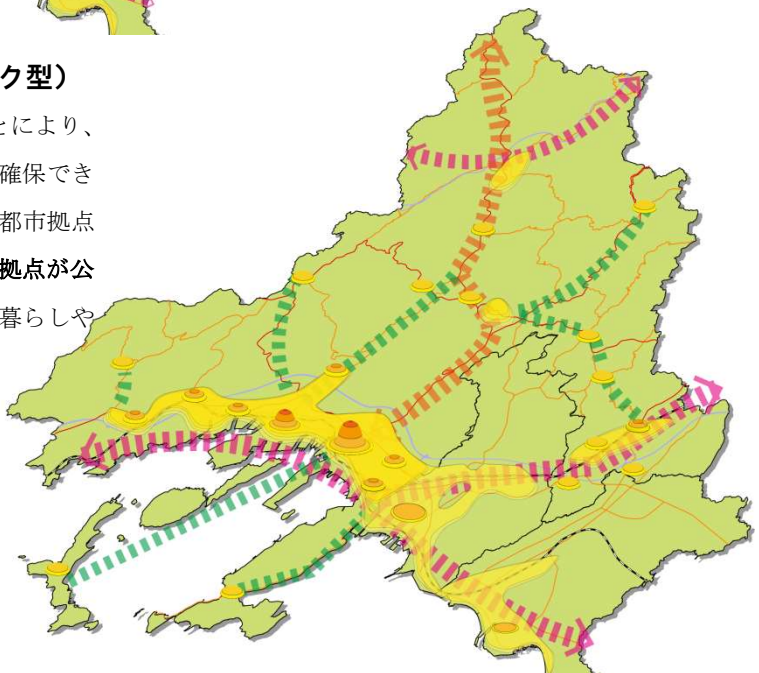 ク型）
とにより、
確保でき
都市拠点
拠点が公
暮らしや